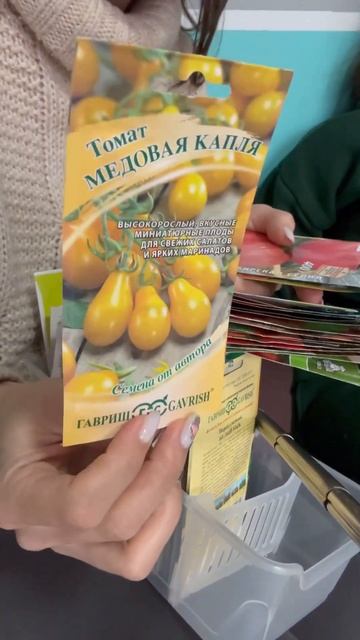 Томат
МЕДОВАЯ КАПЛЯ
ВЫСОКОРОСЛЫЙ, ВКУСНЫЕ
МИНИАТЮРНЫЕ ПЛОДЫ
ДЛЯ СВЕЖИХ САЛАТОВ
И ЯРКИХ МАРИНАДОВ
Семена от автора
ГАВРИШ GAVRISH®